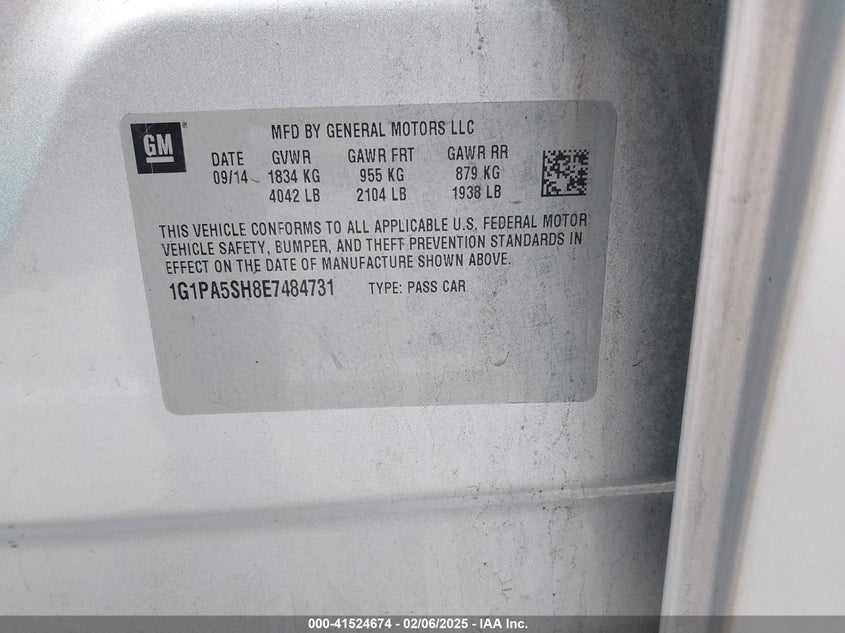 GM
MFD BY GENERAL MOTORS LLC
DATE GVWR GAWR FRT GAWR RR
09/14 1834 KG 955 KG 879 KG
4042 LB 2104 LB 1938 LB
THIS VEHICLE CONFORMS TO ALL APPLICABLE U.S. FEDERAL MOTOR
VEHICLE SAFETY, BUMPER, AND THEFT PREVENTION STANDARDS IN
EFFECT ON THE DATE OF MANUFACTURE SHOWN ABOVE.
1G1PA5SH8E7484731 TYPE: PASS CAR
000-41524674 / 02/06/2025 - IAA Inc.